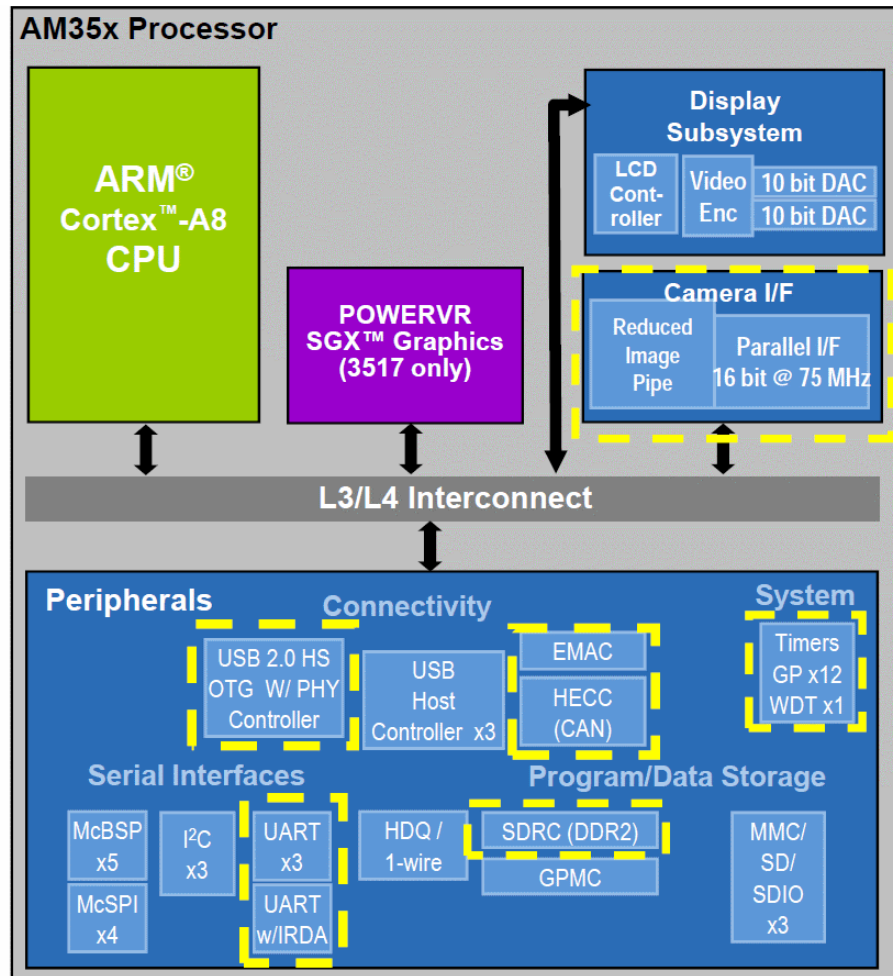 AM35x Processor
ARM®
Cortex™-A8
CPU
POWERVR
SGX™ Graphics
(3517 only)
Display
Subsystem
LCD
Cont-
roller
Video
Enc
10 bit DAC
10 bit DAC
Camera I/F
Reduced
Image
Pipe
Parallel I/F
16 bit @ 75 MHz
L3/L4 Interconnect
Peripherals
Connectivity
System
USB 2.0 HS
OTG W/ PHY
Controller
USB
Host
Controller x3
EMAC
HECC
(CAN)
Timers
GP x12
WDT x1
Serial Interfaces
Program/Data Storage
McBSP
x5
McSPI
x4
I²C
x3
UART
x3
UART
w/IRDA
HDQ /
1-wire
SDRC (DDR2)
GPMC
MMC/
SD/
SDIO
x3